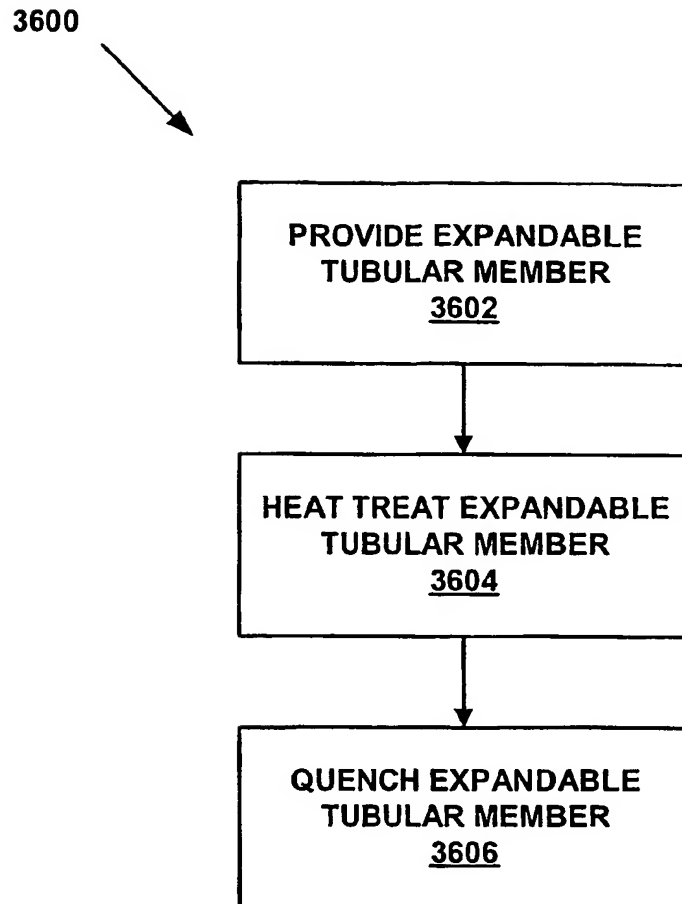 3600
PROVIDE EXPANDABLE
TUBULAR MEMBER
3602
HEAT TREAT EXPANDABLE
TUBULAR MEMBER
3604
QUENCH EXPANDABLE
TUBULAR MEMBER
3606